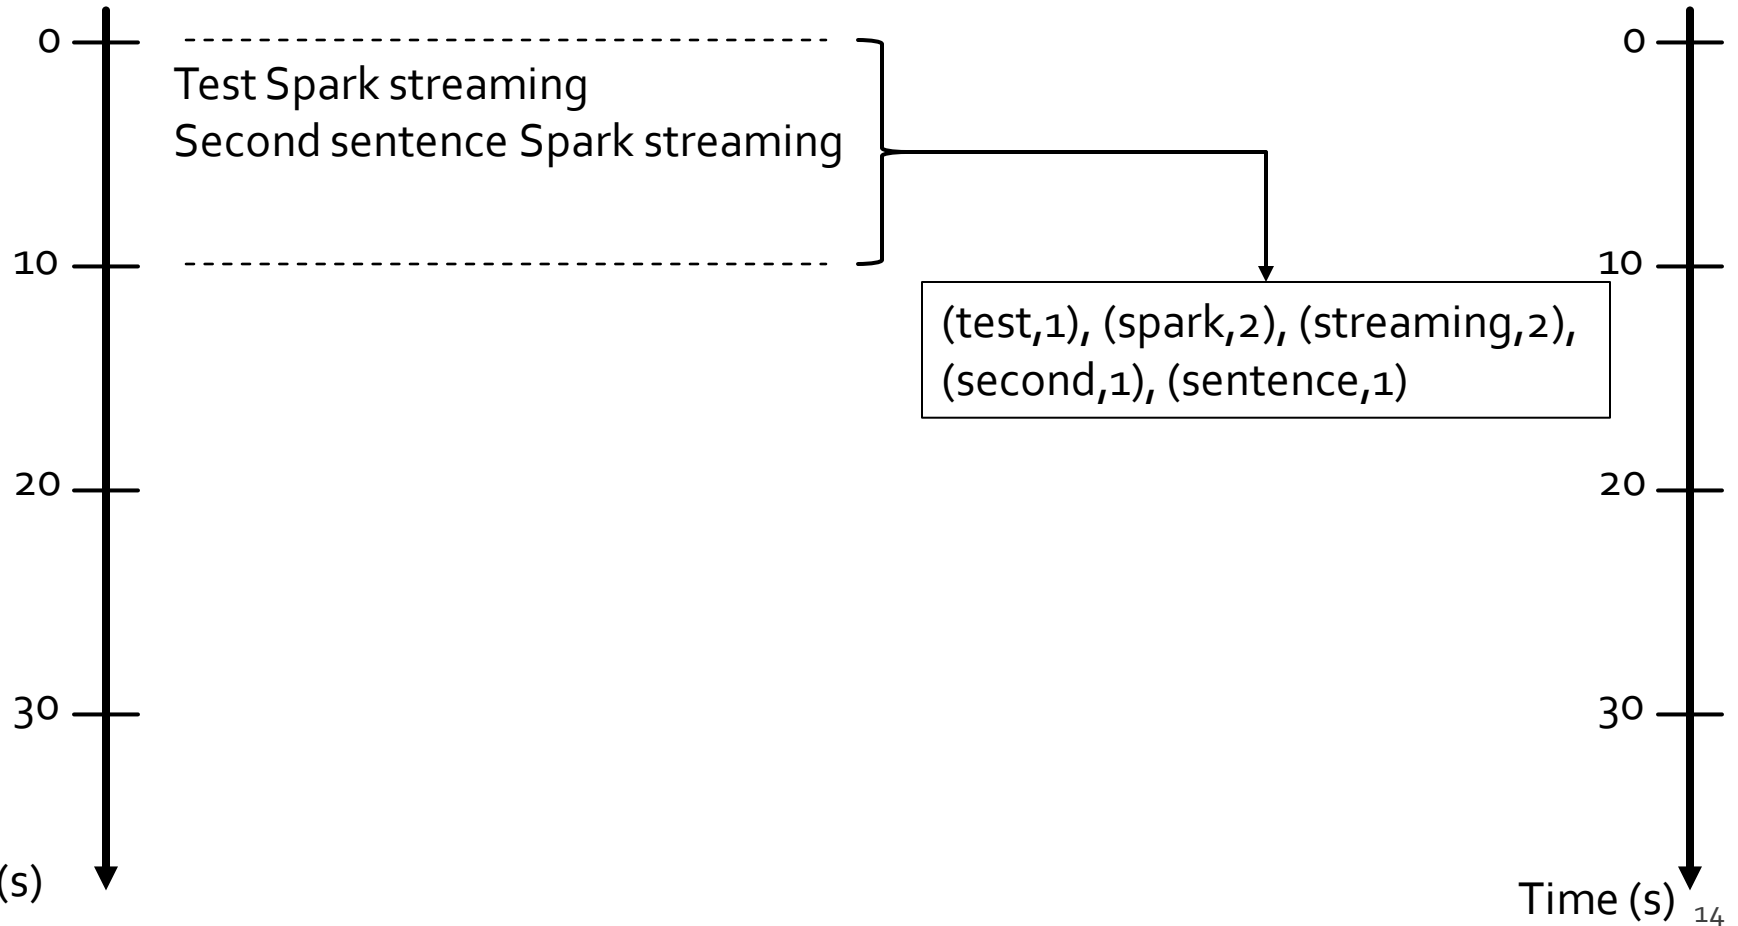 0
Test Spark streaming
Second sentence Spark streaming
10
20
30
(s)
(test,1), (spark,2), (streaming,2),
(second,1), (sentence,1)
0
10
20
30
Time (s)
14